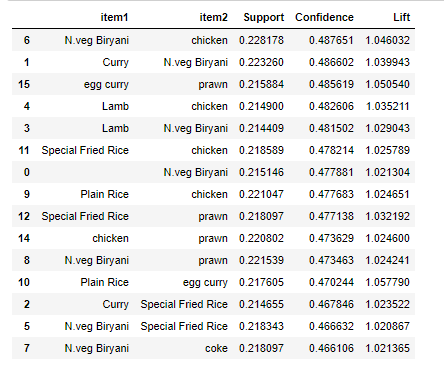 item1 item2 Support Confidence Lift
6 N.veg Biryani chicken 0.228178 0.487651 1.046032
1 Curry N.veg Biryani 0.223260 0.486602 1.039943
15 egg curry prawn 0.215884 0.485619 1.050540
4 Lamb chicken 0.214900 0.482606 1.035211
3 Lamb N.veg Biryani 0.214409 0.481502 1.029043
11 Special Fried Rice chicken 0.218589 0.478214 1.025789
0 N.veg Biryani 0.215146 0.477881 1.021304
9 Plain Rice chicken 0.221047 0.477683 1.024651
12 Special Fried Rice prawn 0.218097 0.477138 1.032192
14 chicken prawn 0.220802 0.473629 1.024600
8 N.veg Biryani prawn 0.221539 0.473463 1.024241
10 Plain Rice egg curry 0.217605 0.470244 1.057790
2 Curry Special Fried Rice 0.214655 0.467846 1.023522
5 N.veg Biryani Special Fried Rice 0.218343 0.466632 1.020867
7 N.veg Biryani coke 0.218097 0.466106 1.021365